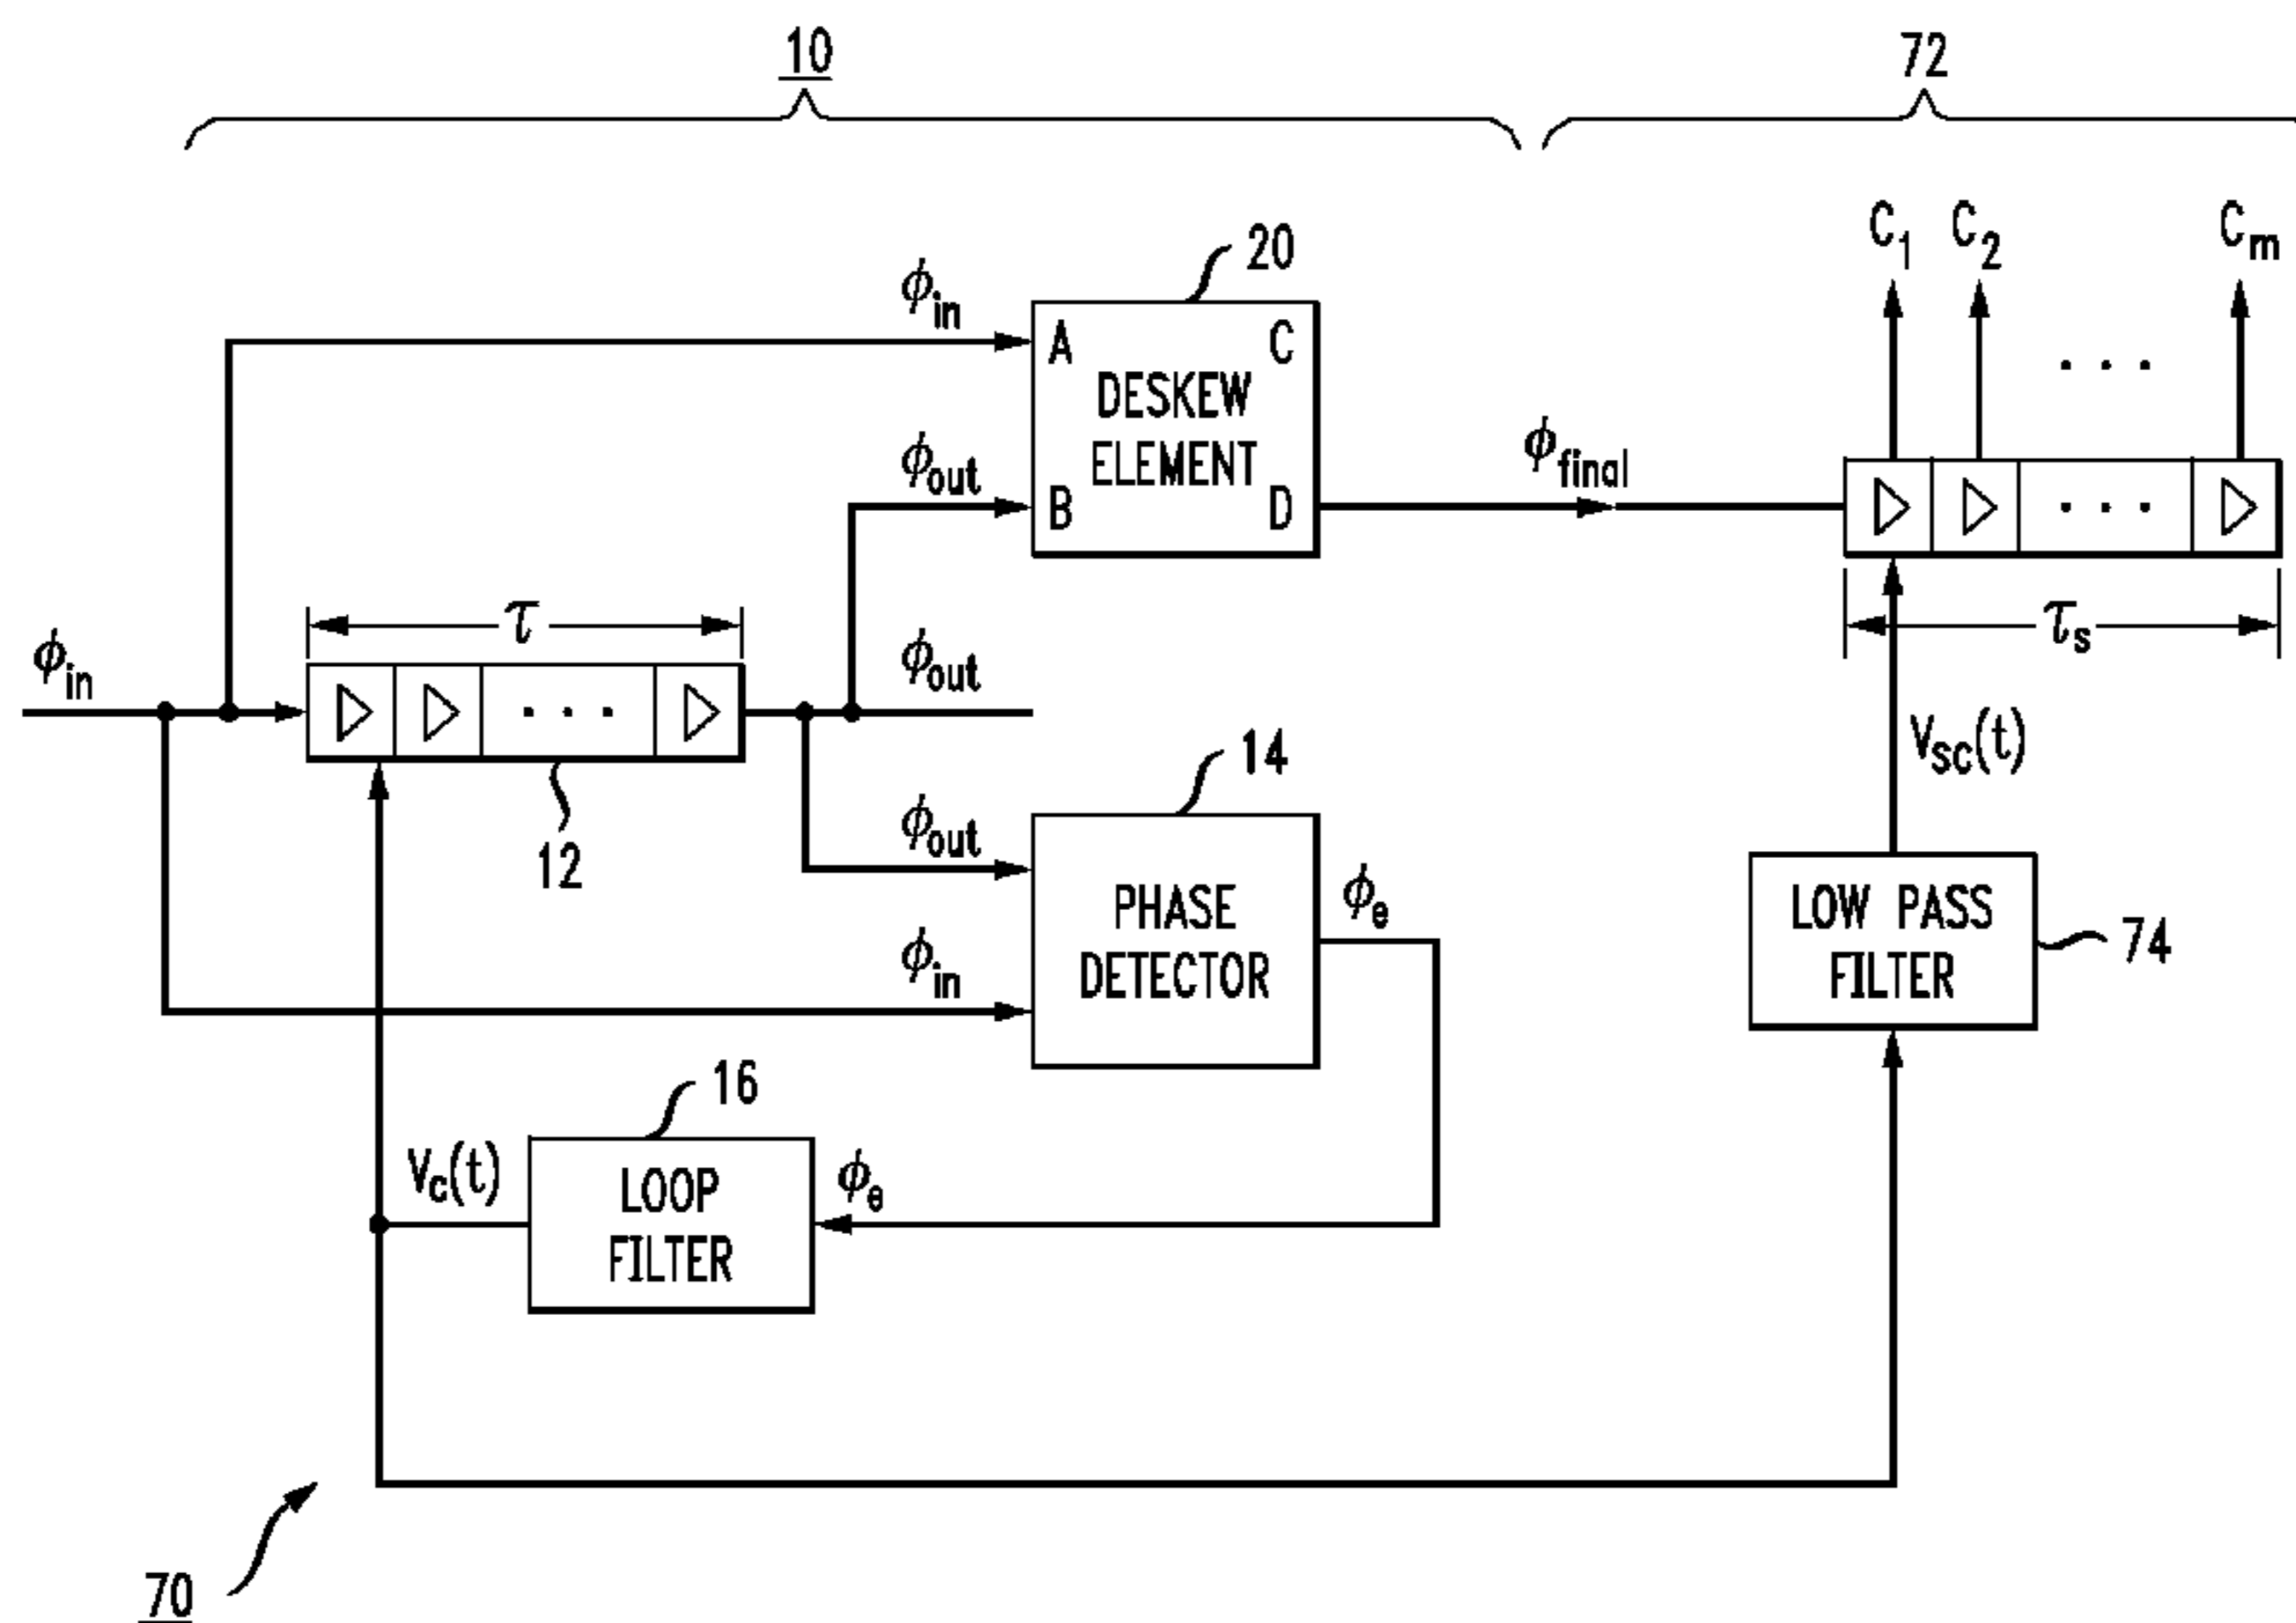 10
72
C1 C2 Cm
20
ϕin
A C
DESKEW
ELEMENT
ϕout
B D
ϕfinal
. . .
τ
τs
ϕin
ϕout
12
14
ϕout
PHASE
DETECTOR
ϕin
ϕe
Vsc(t)
LOW PASS
FILTER
74
16
Vc(t)
LOOP
FILTER
ϕe
70